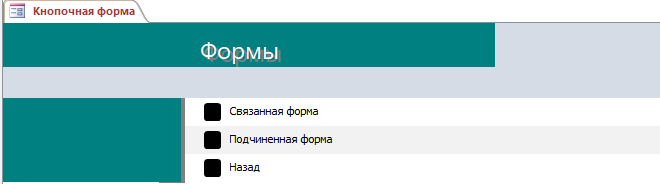 Кнопочная форма
Формы
Связанная форма
Подчиненная форма
Назад